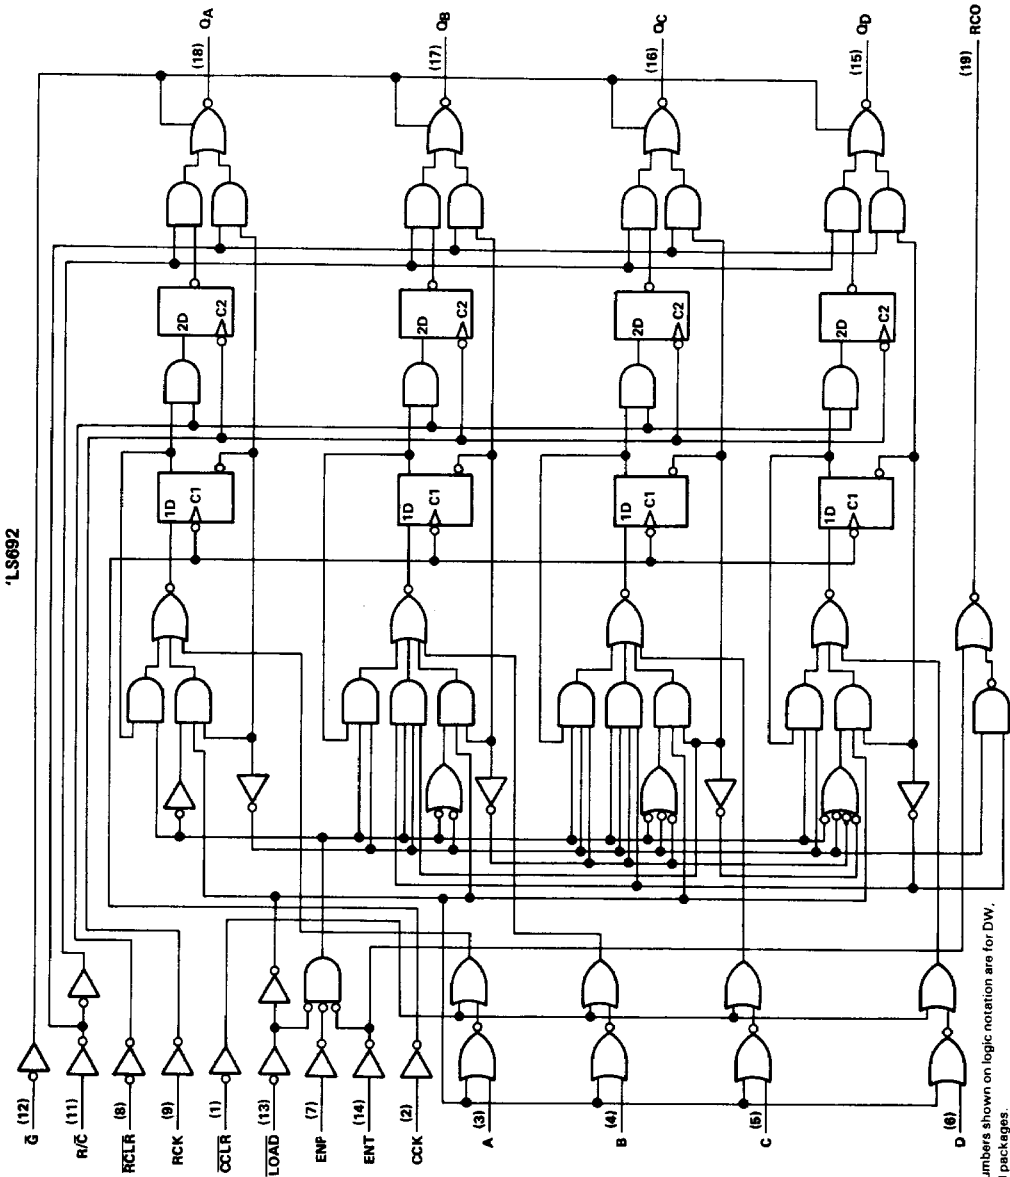 'LS692
G̅ (12)
R/C̅ (11)
R̅C̅L̅R̅ (8)
RCK (9)
C̅C̅L̅R̅ (1)
L̅O̅A̅D̅ (13)
ENP (7)
ENT (14)
CCK (2)
A (3)
B (4)
C (5)
D (6)
1D C1
2D C2
(18) QA
1D C1
2D C2
(17) QB
1D C1
2D C2
(16) QC
1D C1
2D C2
(15) QD
(19) RCO
umbers shown on logic notation are for DW,
packages.